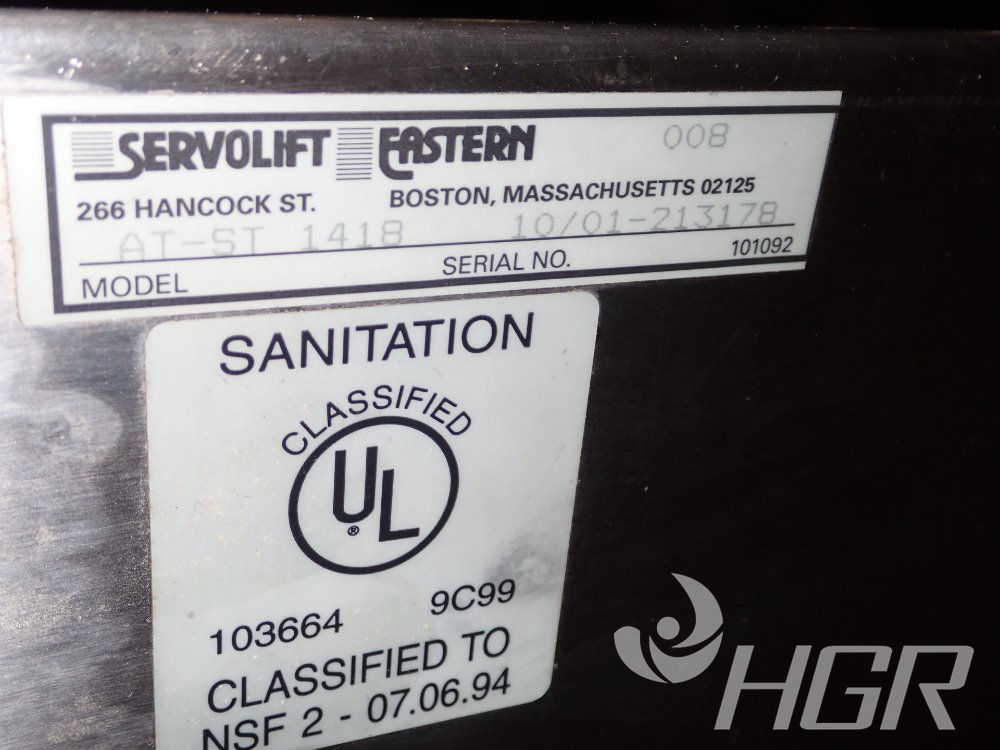 SERVOLIFT EASTERN 008
266 HANCOCK ST. BOSTON, MASSACHUSETTS 02125
AT-ST 1418 10/01-213178
MODEL SERIAL NO. 101092
SANITATION
CLASSIFIED
UL
®
103664 9C99
CLASSIFIED TO
NSF 2 - 07.06.94
HGR